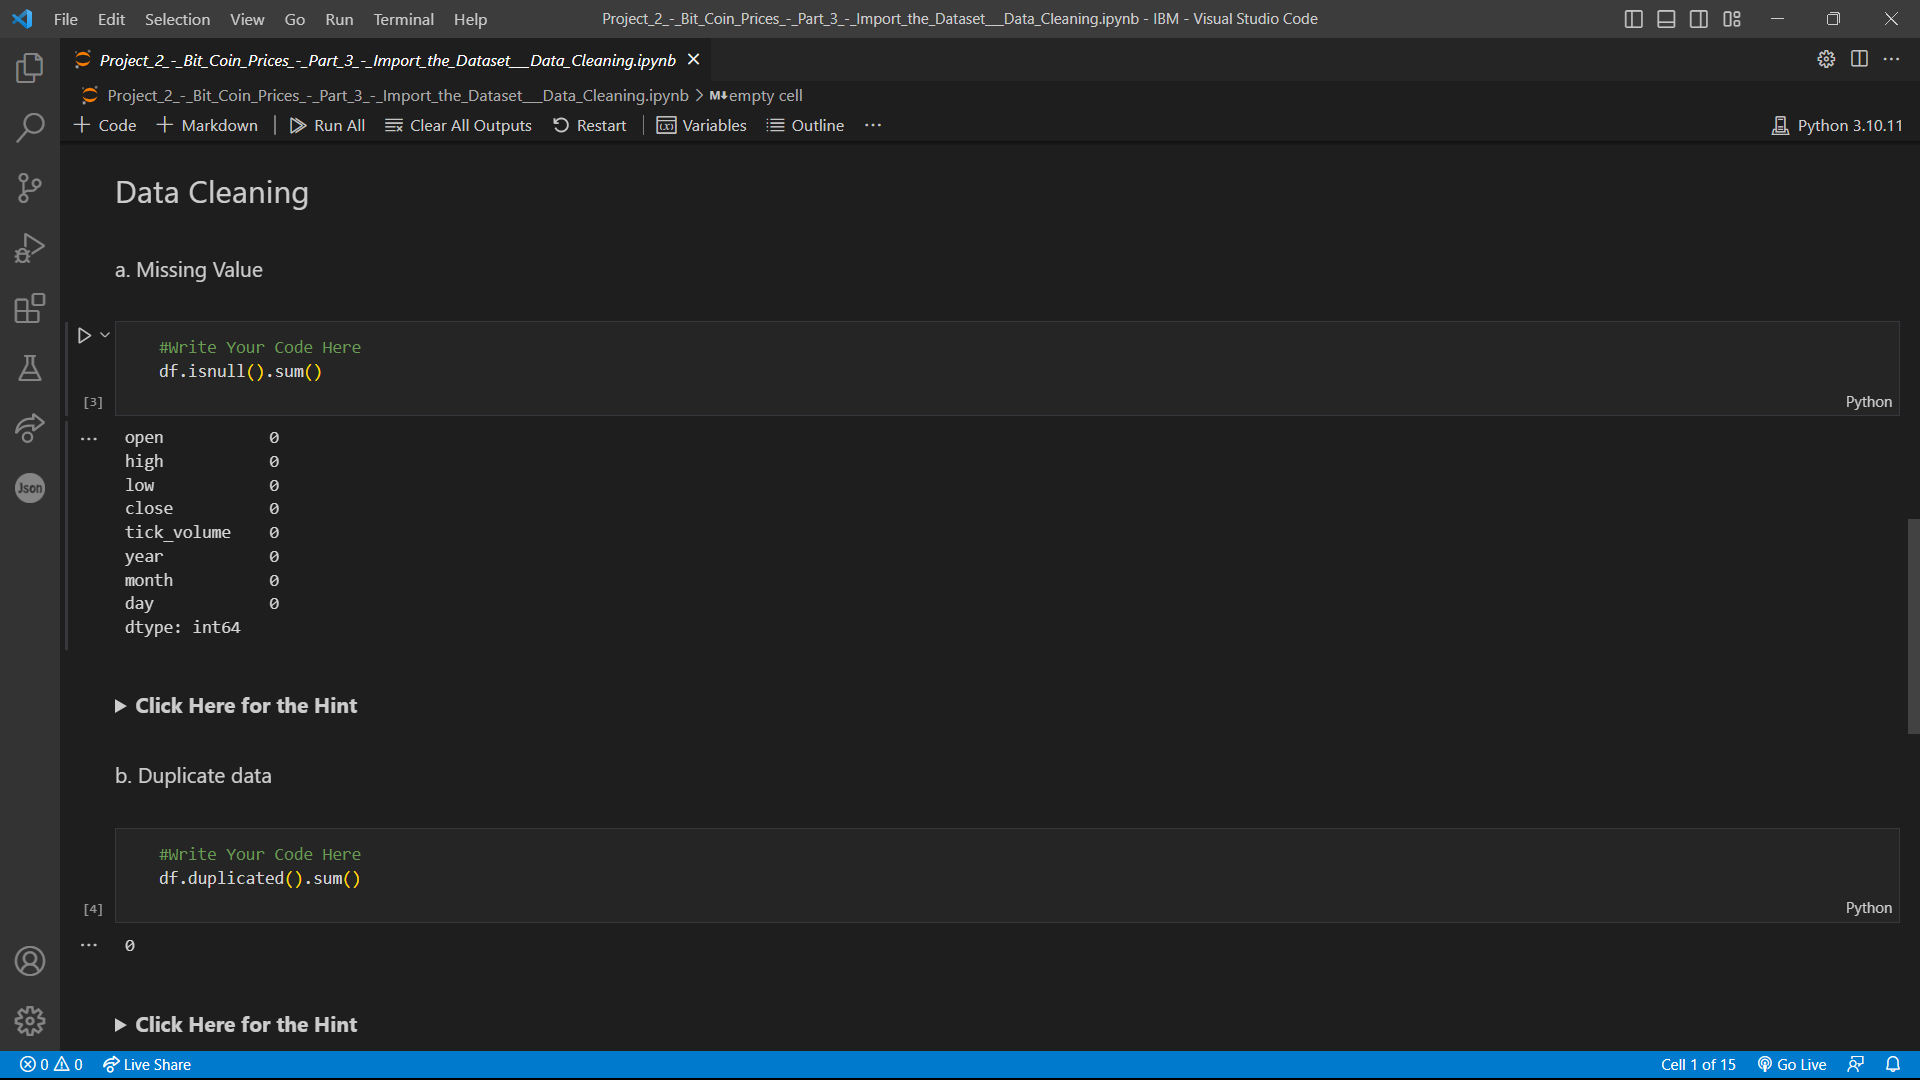 File Edit Selection View Go Run Terminal Help
Project_2_-_Bit_Coin_Prices_-_Part_3_-_Import_the_Dataset___Data_Cleaning.ipynb - IBM - Visual Studio Code
Project_2_-_Bit_Coin_Prices_-_Part_3_-_Import_the_Dataset___Data_Cleaning.ipynb
Project_2_-_Bit_Coin_Prices_-_Part_3_-_Import_the_Dataset___Data_Cleaning.ipynb > M↓ empty cell
+ Code + Markdown | Run All Clear All Outputs Restart | Variables Outline ...
Python 3.10.11
Data Cleaning
a. Missing Value
#Write Your Code Here
df.isnull().sum()
[3]
Python
open 0
high 0
low 0
close 0
tick_volume 0
year 0
month 0
day 0
dtype: int64
Json
Click Here for the Hint
b. Duplicate data
#Write Your Code Here
df.duplicated().sum()
[4]
Python
0
Click Here for the Hint
0 0 Live Share
Cell 1 of 15 Go Live